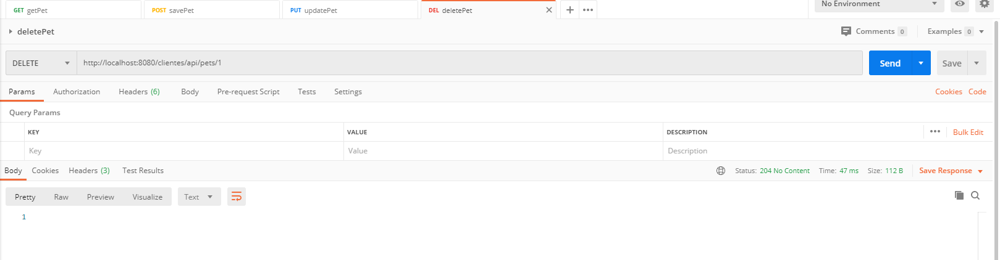 GET getPet POST savePet PUT updatePet DEL deletePet No Environment
deletePet Comments 0 Examples 0
DELETE http://localhost:8080/clientes/api/pets/1 Send Save
Params Authorization Headers (6) Body Pre-request Script Tests Settings Cookies Code
Query Params
KEY VALUE DESCRIPTION Bulk Edit
Key Value Description
Body Cookies Headers (3) Test Results Status: 204 No Content Time: 47 ms Size: 112 B Save Response
Pretty Raw Preview Visualize Text
1